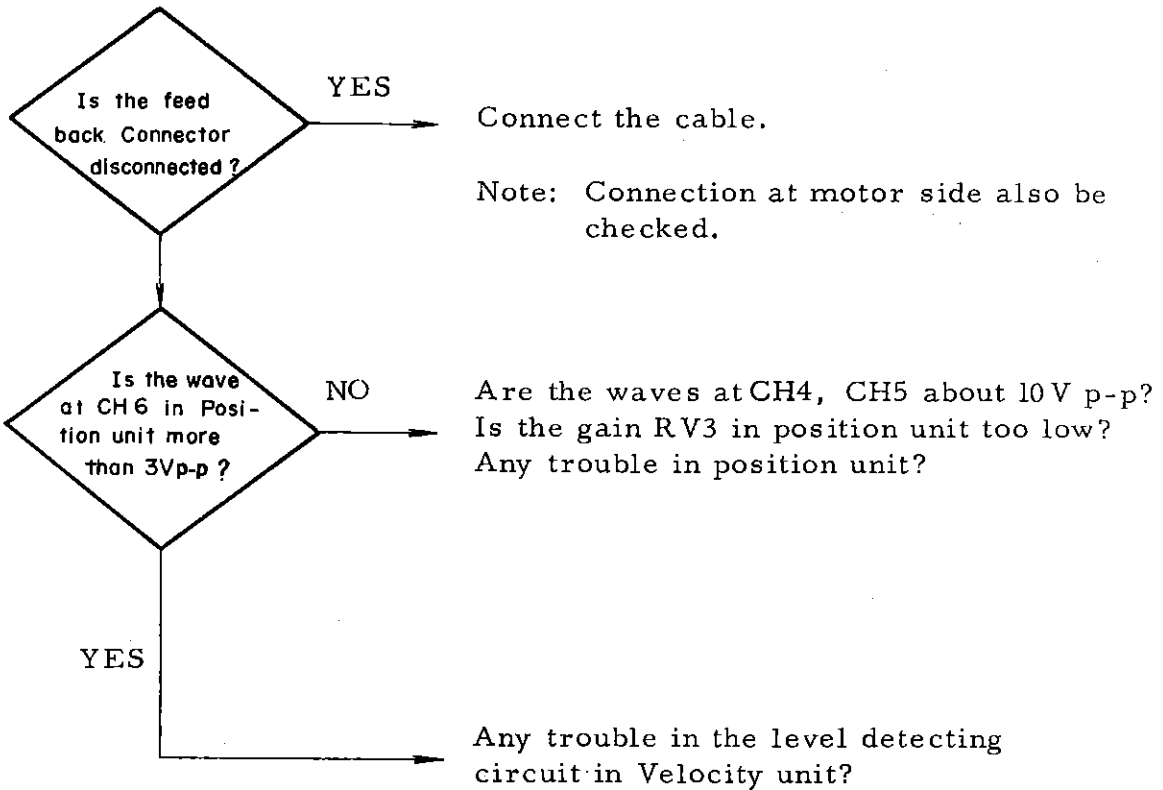 Is the feed
back Connector
disconnected?
YES
Connect the cable.
Note: Connection at motor side also be
checked.
Is the wave
at CH6 in Posi-
tion unit more
than 3Vp-p?
NO
Are the waves at CH4, CH5 about 10 V p-p?
Is the gain RV3 in position unit too low?
Any trouble in position unit?
YES
Any trouble in the level detecting
circuit in Velocity unit?